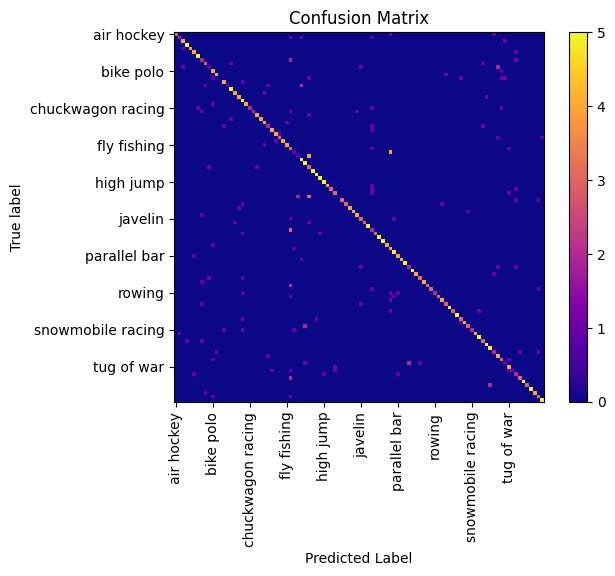 Confusion Matrix
True label
air hockey
bike polo
chuckwagon racing
fly fishing
high jump
javelin
parallel bar
rowing
snowmobile racing
tug of war
air hockey
bike polo
chuckwagon racing
fly fishing
high jump
javelin
parallel bar
rowing
snowmobile racing
tug of war
Predicted Label
5
4
3
2
1
0